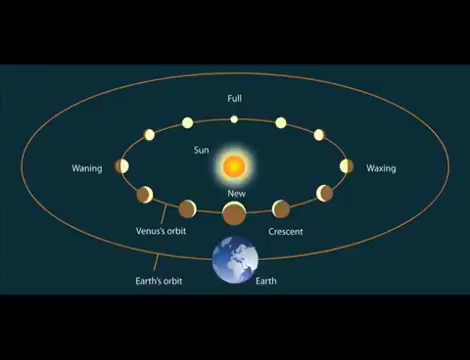 Full
Sun
Waning
Waxing
New
Venus's orbit
Crescent
Earth's orbit
Earth